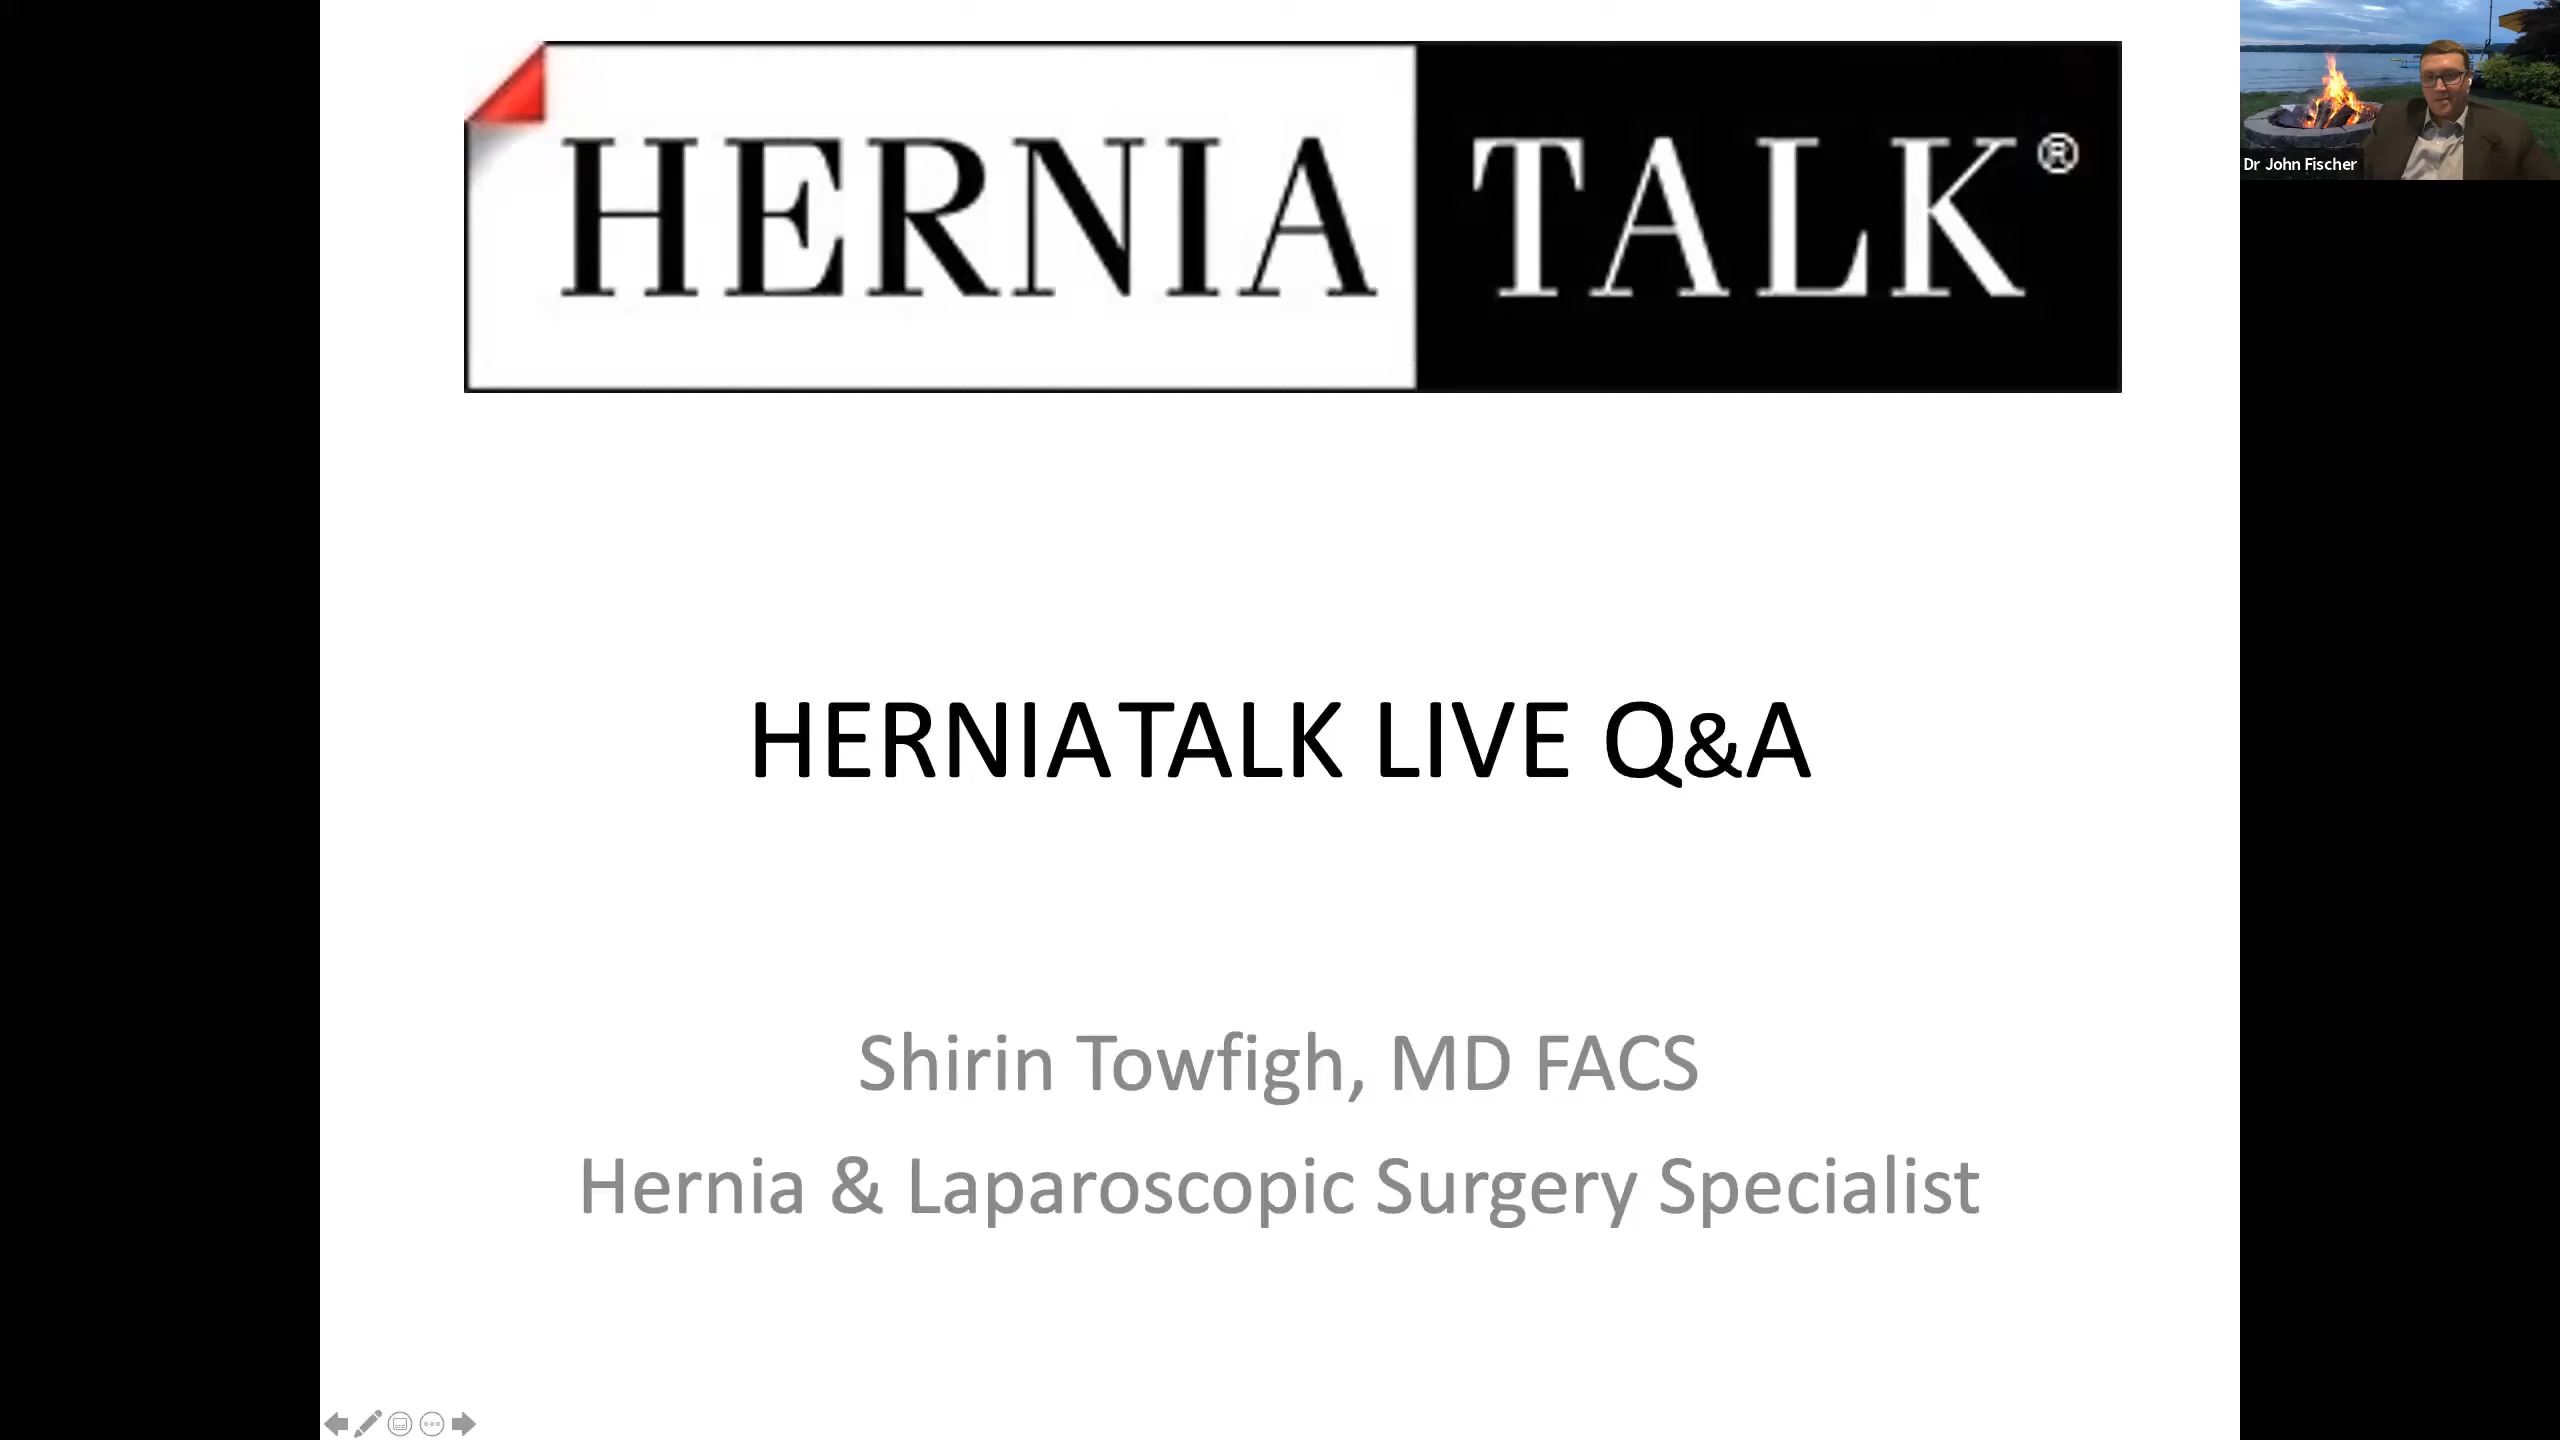 HERNIA TALK®
Dr John Fischer
HERNIATALK LIVE Q&A
Shirin Towfigh, MD FACS
Hernia & Laparoscopic Surgery Specialist